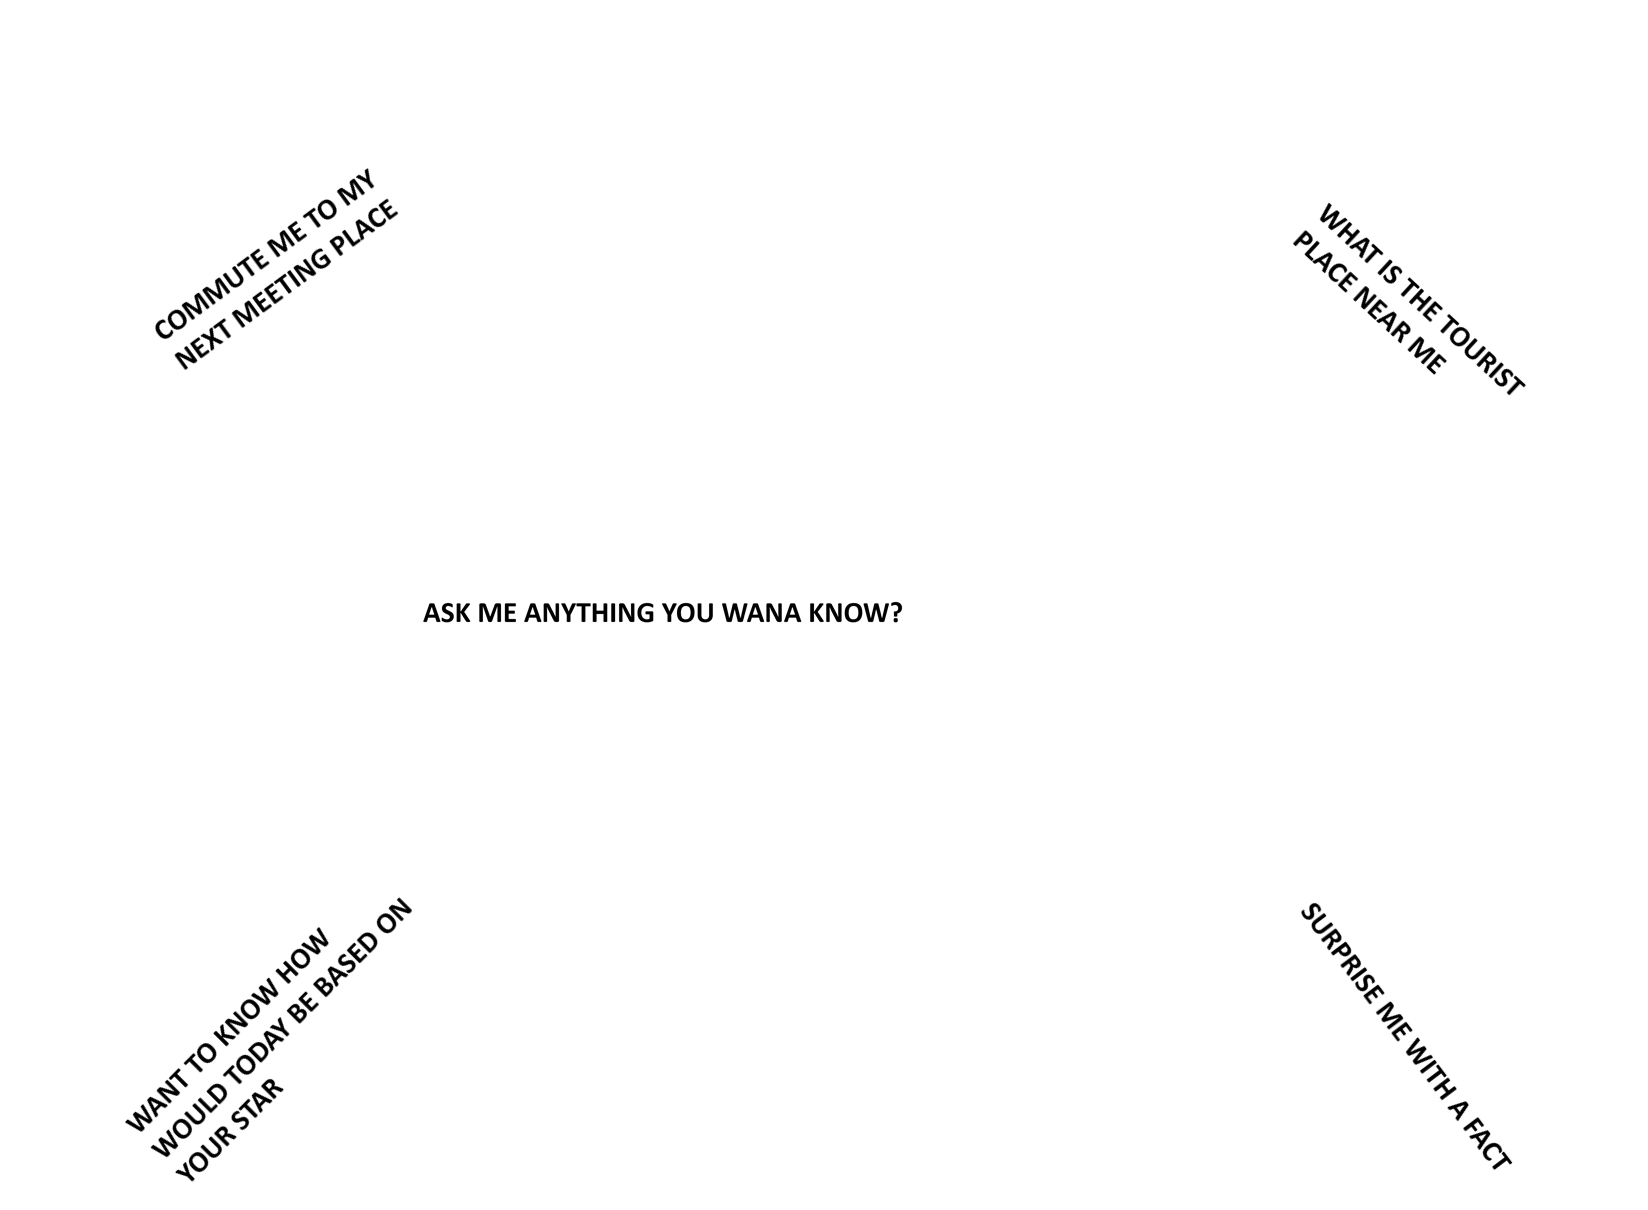 COMMUTE ME TO MY
NEXT MEETING PLACE
WHAT IS THE TOURIST
PLACE NEAR ME
ASK ME ANYTHING YOU WANA KNOW?
WANT TO KNOW HOW
WOULD TODAY BE BASED ON
YOUR STAR
SURPRISE ME WITH A FACT